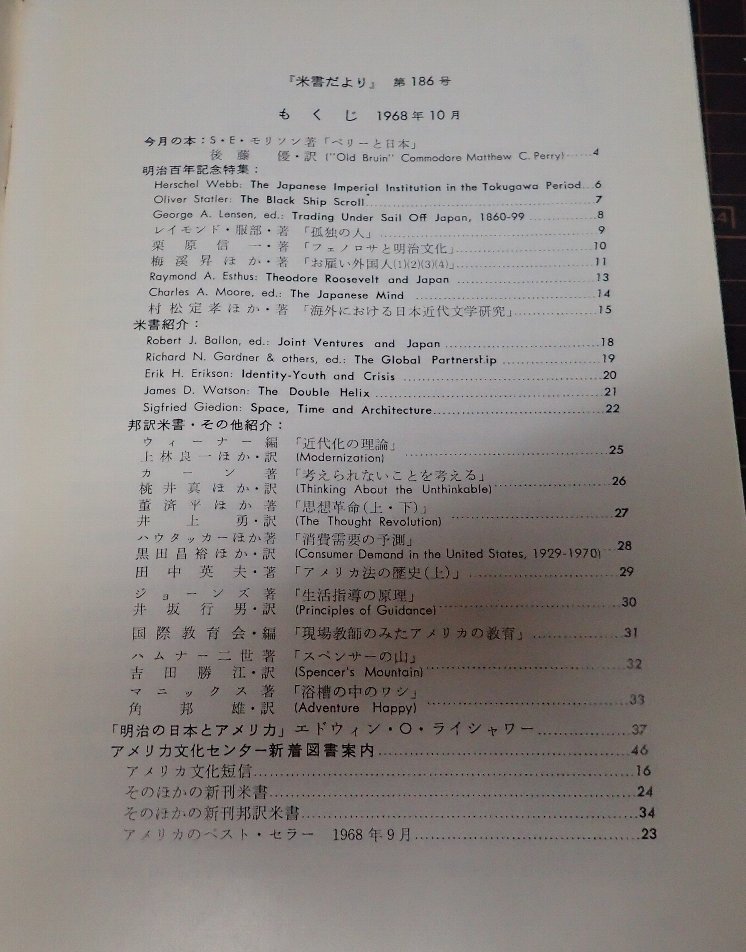 『米書だより』 第186号
もくじ 1968年10月
今月の本：S・E・モリソン著「ペリーと日本」
後藤優・訳 ("Old Bruin" Commodore Matthew C. Perry)……4
明治百年記念特集：
Herschel Webb: The Japanese Imperial Institution in the Tokugawa Period…6
Oliver Statler: The Black Ship Scroll……7
George A. Lensen, ed.: Trading Under Sail Off Japan, 1860-99……8
レイモンド・服部・著「孤独の人」……9
栗原信一・著「フェノロサと明治文化」……10
梅溪昇ほか・著「お雇い外国人(1)(2)(3)(4)」……11
Raymond A. Esthus: Theodore Roosevelt and Japan……13
Charles A. Moore, ed.: The Japanese Mind……14
村松定孝ほか・著「海外における日本近代文学研究」……15
米書紹介：
Robert J. Ballon, ed.: Joint Ventures and Japan……18
Richard N. Gardner & others, ed.: The Global Partnership……19
Erik H. Erikson: Identity-Youth and Crisis……20
James D. Watson: The Double Helix……21
Sigfried Giedion: Space, Time and Architecture……22
邦訳米書・その他紹介：
ウィーナー編「近代化の理論」
上林良一ほか・訳 (Modernization)……25
カーン著「考えられないことを考える」
桃井真ほか・訳 (Thinking About the Unthinkable)……26
董済平ほか著「思想革命(上・下)」
井上勇・訳 (The Thought Revolution)……27
ハウタッカーほか著「消費需要の予測」
黒田昌裕ほか・訳 (Consumer Demand in the United States, 1929-1970)……28
田中英夫・著「アメリカ法の歴史(上)」……29
ジョーンズ著「生活指導の原理」
井坂行男・訳 (Principles of Guidance)……30
国際教育会・編「現場教師のみたアメリカの教育」……31
ハムナー二世著「スペンサーの山」
吉田勝江・訳 (Spencer's Mountain)……32
マニックス著「浴槽の中のワシ」
角邦雄・訳 (Adventure Happy)……33
「明治の日本とアメリカ」エドウィン・O・ライシャワー……37
アメリカ文化センター新着図書案内……46
アメリカ文化短信……16
そのほかの新刊米書……24
そのほかの新刊邦訳米書……34
アメリカのベスト・セラー 1968年9月……23